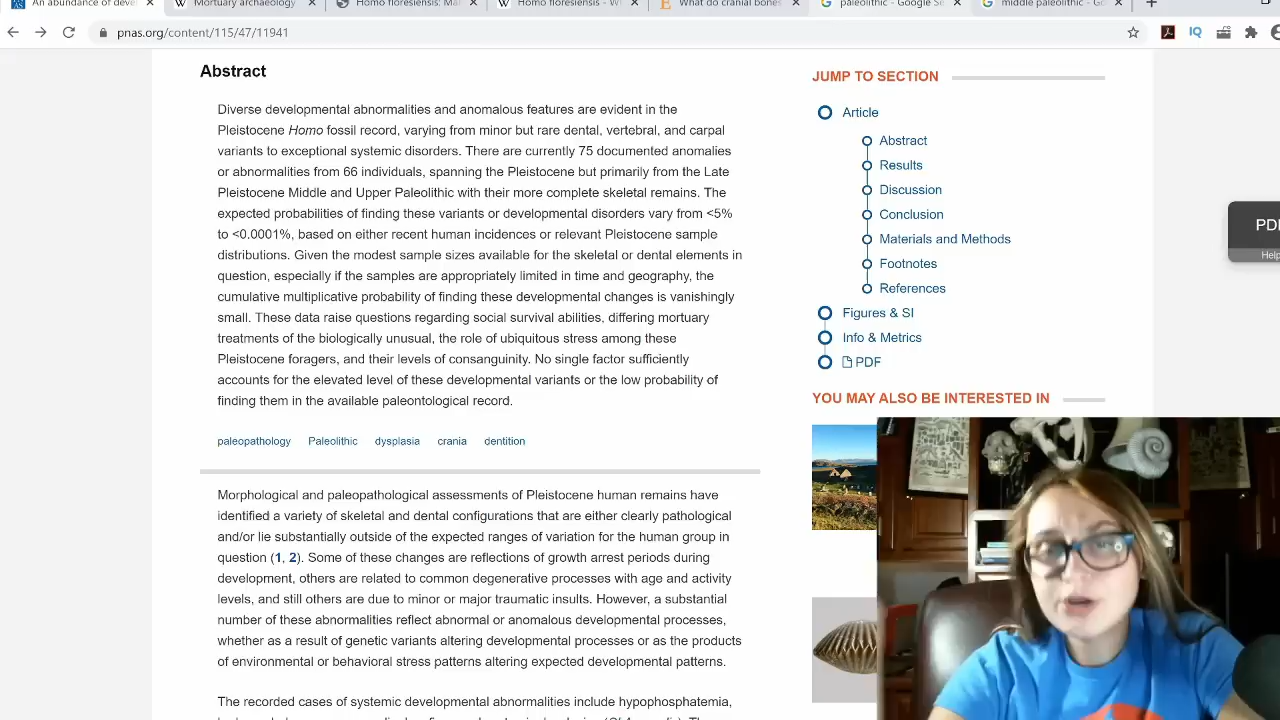 An abundance of devel
Mortuary archaeology
Homo floresiensis: Ma
Homo floresiensis - W
What do cranial bones
paleolithic - Google Se
middle paleolithic - Go
pnas.org/content/115/47/11941
IQ
Abstract
Diverse developmental abnormalities and anomalous features are evident in the
Pleistocene Homo fossil record, varying from minor but rare dental, vertebral, and carpal
variants to exceptional systemic disorders. There are currently 75 documented anomalies
or abnormalities from 66 individuals, spanning the Pleistocene but primarily from the Late
Pleistocene Middle and Upper Paleolithic with their more complete skeletal remains. The
expected probabilities of finding these variants or developmental disorders vary from <5%
to <0.0001%, based on either recent human incidences or relevant Pleistocene sample
distributions. Given the modest sample sizes available for the skeletal or dental elements in
question, especially if the samples are appropriately limited in time and geography, the
cumulative multiplicative probability of finding these developmental changes is vanishingly
small. These data raise questions regarding social survival abilities, differing mortuary
treatments of the biologically unusual, the role of ubiquitous stress among these
Pleistocene foragers, and their levels of consanguinity. No single factor sufficiently
accounts for the elevated level of these developmental variants or the low probability of
finding them in the available paleontological record.
paleopathology Paleolithic dysplasia crania dentition
Morphological and paleopathological assessments of Pleistocene human remains have
identified a variety of skeletal and dental configurations that are either clearly pathological
and/or lie substantially outside of the expected ranges of variation for the human group in
question (1, 2). Some of these changes are reflections of growth arrest periods during
development, others are related to common degenerative processes with age and activity
levels, and still others are due to minor or major traumatic insults. However, a substantial
number of these abnormalities reflect abnormal or anomalous developmental processes,
whether as a result of genetic variants altering developmental processes or as the products
of environmental or behavioral stress patterns altering expected developmental patterns.
The recorded cases of systemic developmental abnormalities include hypophosphatemia,
JUMP TO SECTION
Article
Abstract
Results
Discussion
Conclusion
Materials and Methods
Footnotes
References
Figures & SI
Info & Metrics
PDF
YOU MAY ALSO BE INTERESTED IN
PDF
Help